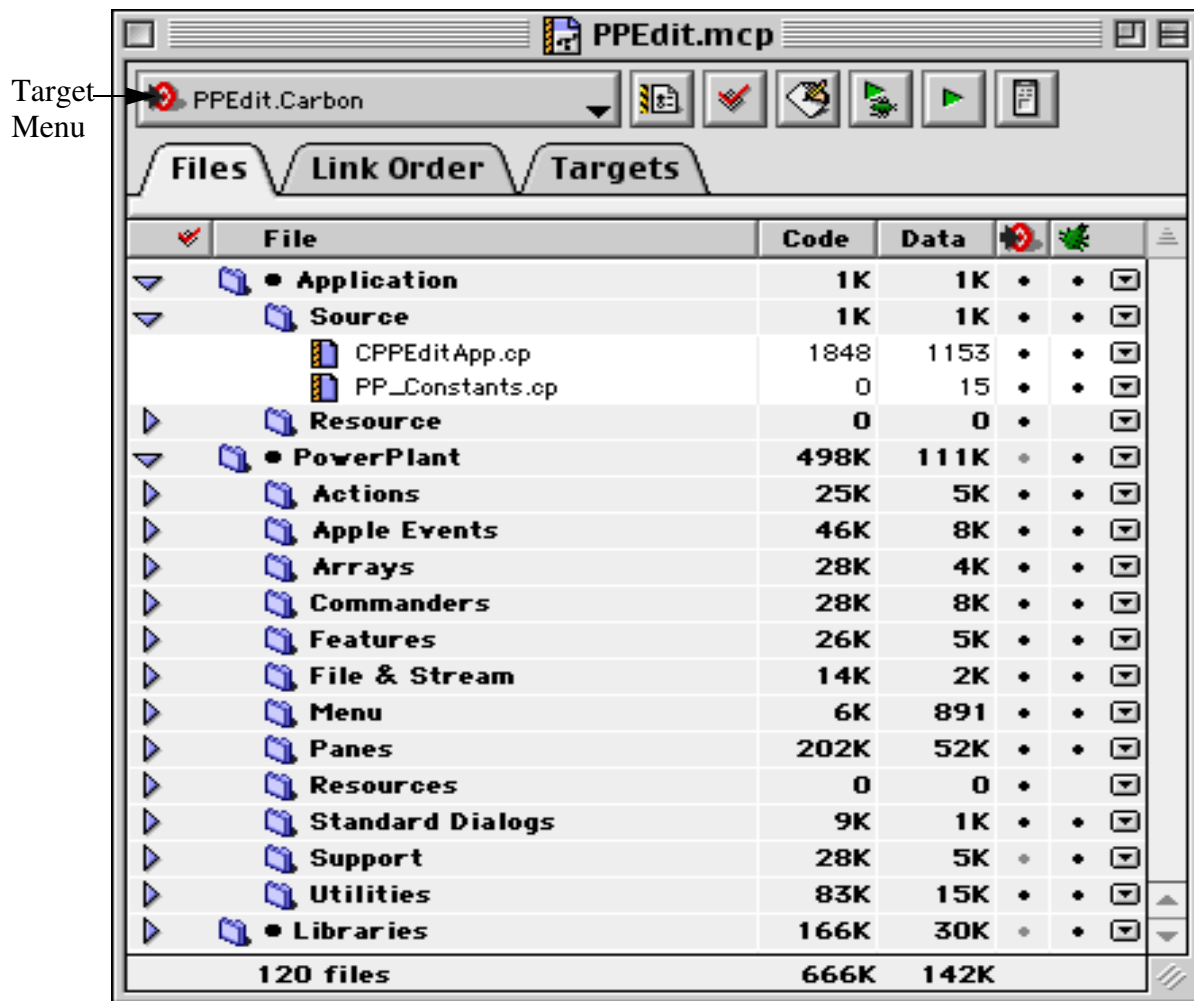 PPEdit.mcp
Target
Menu
PPEdit.Carbon
Files Link Order Targets
File Code Data
• Application 1K 1K • •
Source 1K 1K • •
CPPEditApp.cp 1848 1153 • •
PP_Constants.cp 0 15 • •
Resource 0 0 •
• PowerPlant 498K 111K • •
Actions 25K 5K • •
Apple Events 46K 8K • •
Arrays 28K 4K • •
Commanders 28K 8K • •
Features 26K 5K • •
File & Stream 14K 2K • •
Menu 6K 891 • •
Panes 202K 52K • •
Resources 0 0 •
Standard Dialogs 9K 1K • •
Support 28K 5K • •
Utilities 83K 15K • •
• Libraries 166K 30K • •
120 files 666K 142K